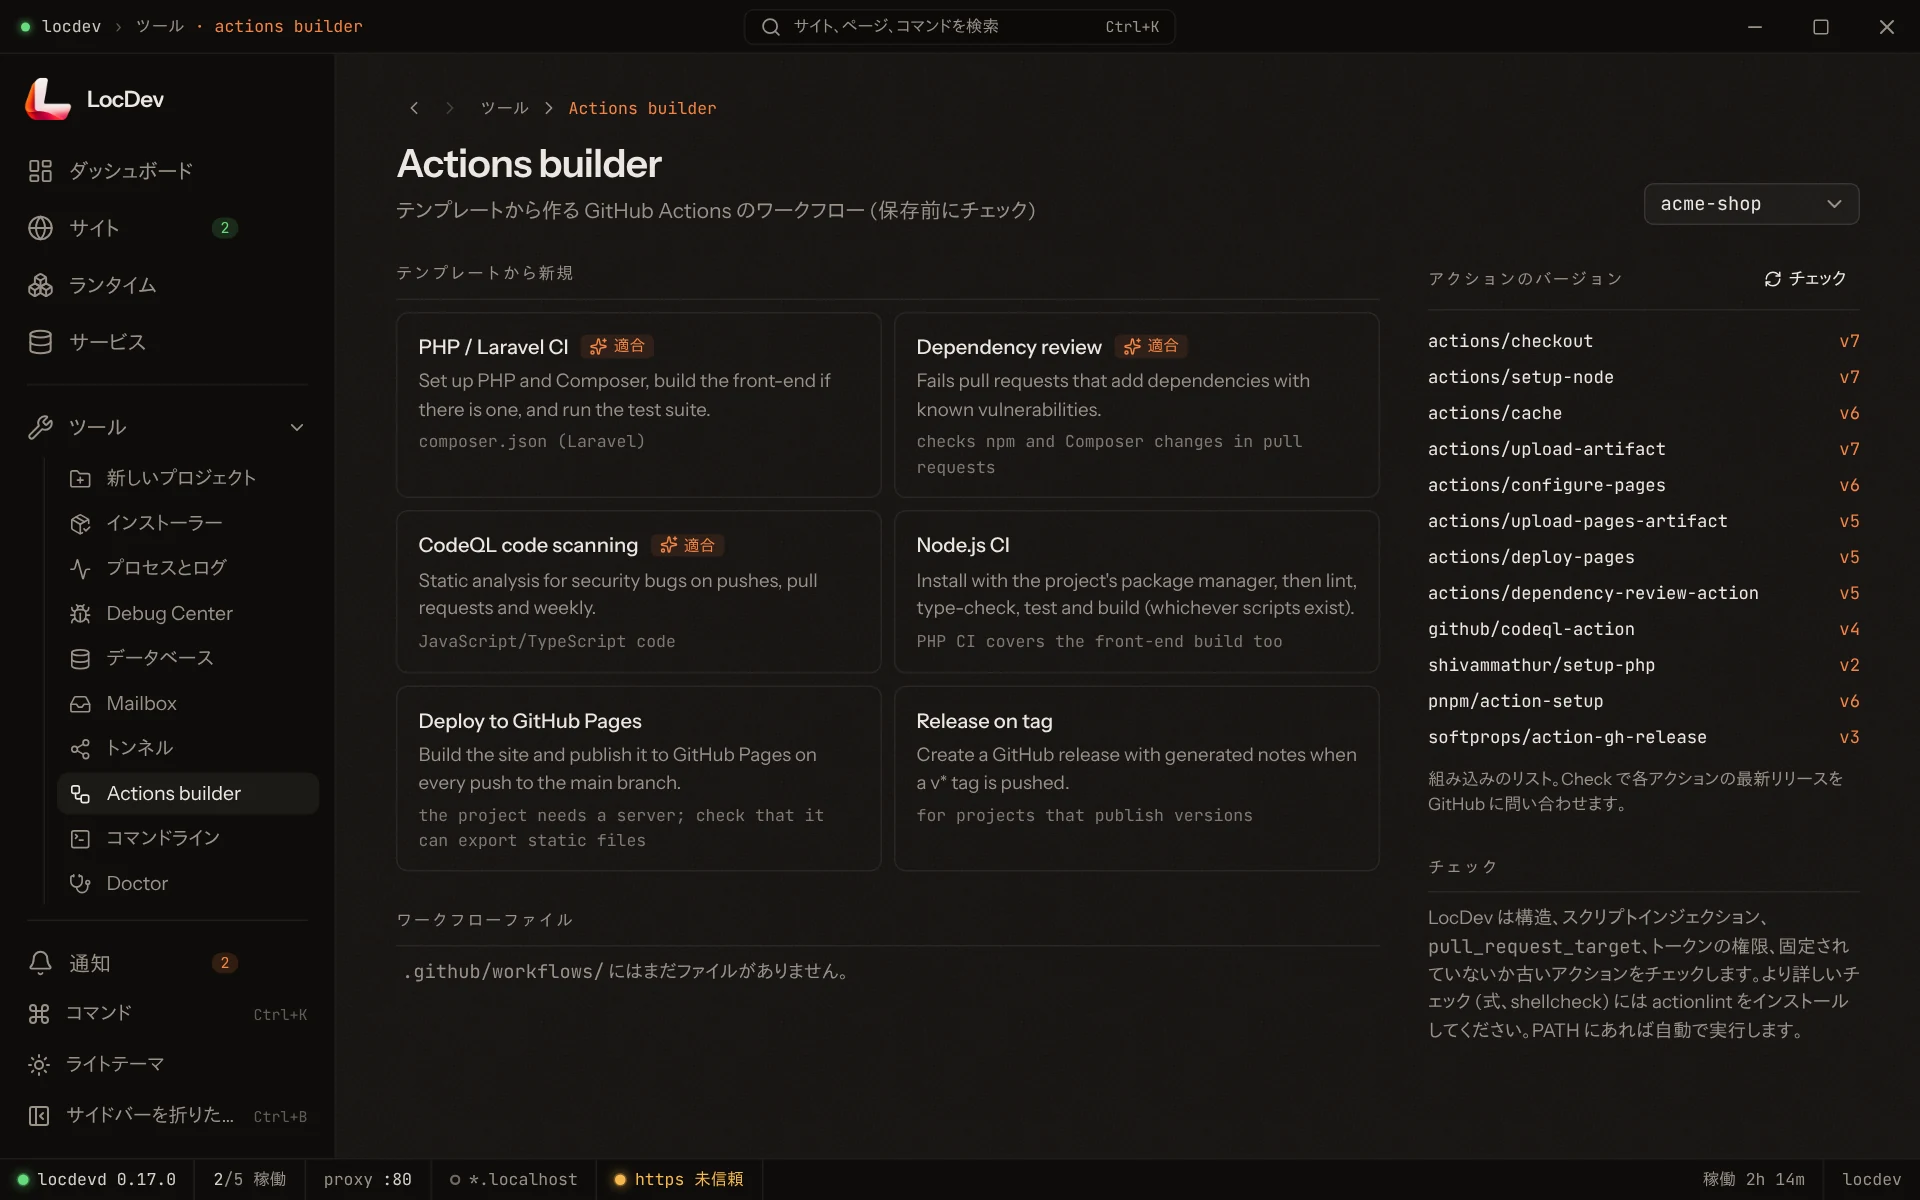 locdev › ツール · actions builder
サイト、ページ、コマンドを検索 Ctrl+K
LocDev
ダッシュボード
サイト 2
ランタイム
サービス
ツール
新しいプロジェクト
インストーラー
プロセスとログ
Debug Center
データベース
Mailbox
トンネル
Actions builder
コマンドライン
Doctor
通知 2
コマンド Ctrl+K
ライトテーマ
サイドバーを折りた… Ctrl+B
ツール > Actions builder
Actions builder
テンプレートから作る GitHub Actions のワークフロー (保存前にチェック)
acme-shop
テンプレートから新規
PHP / Laravel CI 適合
Set up PHP and Composer, build the front-end if
there is one, and run the test suite.
composer.json (Laravel)
Dependency review 適合
Fails pull requests that add dependencies with
known vulnerabilities.
checks npm and Composer changes in pull
requests
CodeQL code scanning 適合
Static analysis for security bugs on pushes, pull
requests and weekly.
JavaScript/TypeScript code
Node.js CI
Install with the project's package manager, then lint,
type-check, test and build (whichever scripts exist).
PHP CI covers the front-end build too
Deploy to GitHub Pages
Build the site and publish it to GitHub Pages on
every push to the main branch.
the project needs a server; check that it
can export static files
Release on tag
Create a GitHub release with generated notes when
a v* tag is pushed.
for projects that publish versions
ワークフローファイル
.github/workflows/ にはまだファイルがありません。
アクションのバージョン チェック
actions/checkout v7
actions/setup-node v7
actions/cache v6
actions/upload-artifact v7
actions/configure-pages v6
actions/upload-pages-artifact v5
actions/deploy-pages v5
actions/dependency-review-action v5
github/codeql-action v4
shivammathur/setup-php v2
pnpm/action-setup v6
softprops/action-gh-release v3
組み込みのリスト。Check で各アクションの最新リリースを
GitHub に問い合わせます。
チェック
LocDev は構造、スクリプトインジェクション、
pull_request_target、トークンの権限、固定され
ていないか古いアクションをチェックします。より詳しいチ
ェック (式、shellcheck) には actionlint をインストール
してください。PATH にあれば自動で実行します。
locdevd 0.17.0 2/5 稼働 proxy :80 *.localhost https 未信頼 稼働 2h 14m locdev